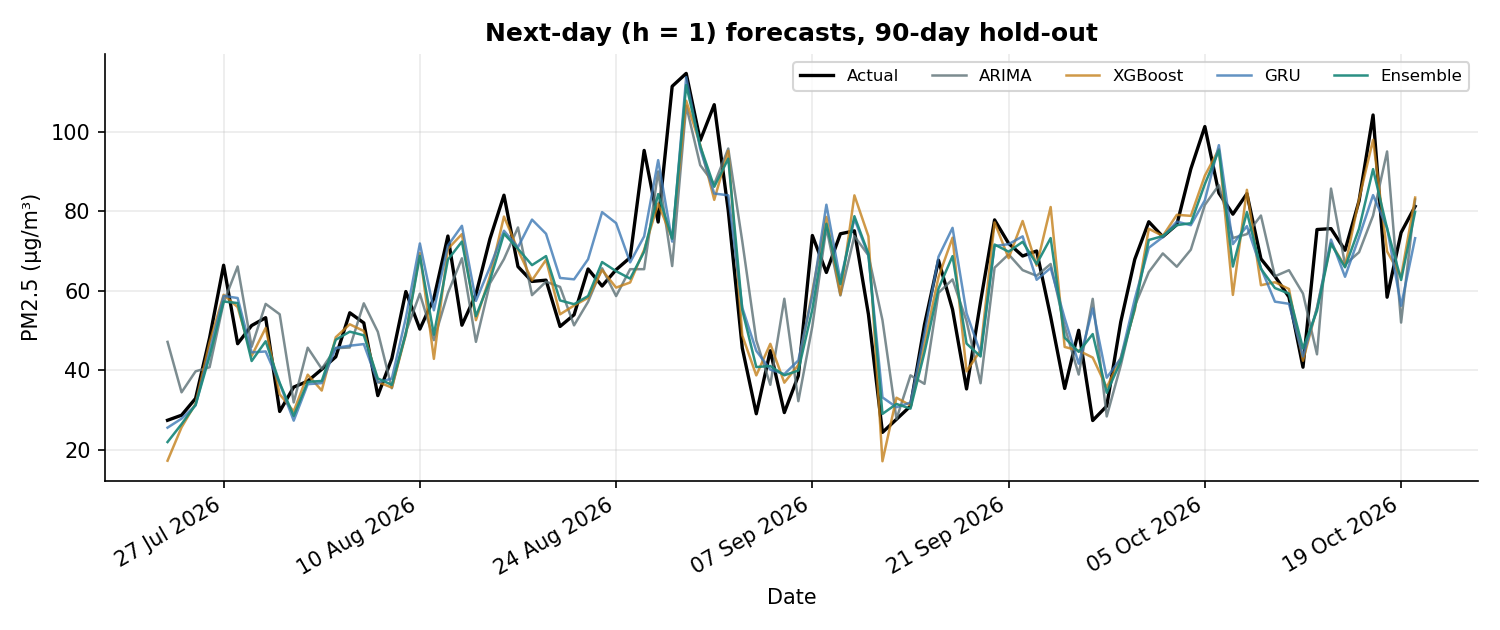 Next-day (h = 1) forecasts, 90-day hold-out
Actual ARIMA XGBoost GRU Ensemble
PM2.5 (µg/m³)
100
80
60
40
20
27 Jul 2026 10 Aug 2026 24 Aug 2026 07 Sep 2026 21 Sep 2026 05 Oct 2026 19 Oct 2026
Date